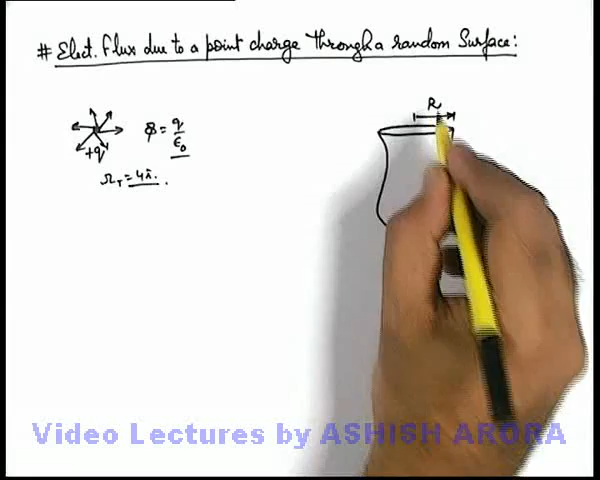 # Elect. Flux due to a point charge through a random Surface:
R
+q
φ = q/ε₀
Ω_T = 4π.
Video Lectures by ASHISH ARORA